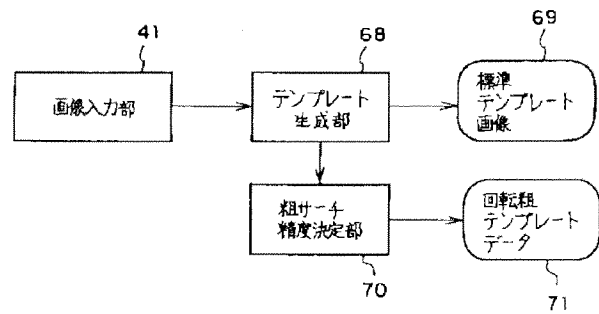 41
68
69
画像入力部
テンプレート
生成部
標準
テンプレート
画像
粗サーチ
精度決定部
回転粗
テンプレート
データ
70
71